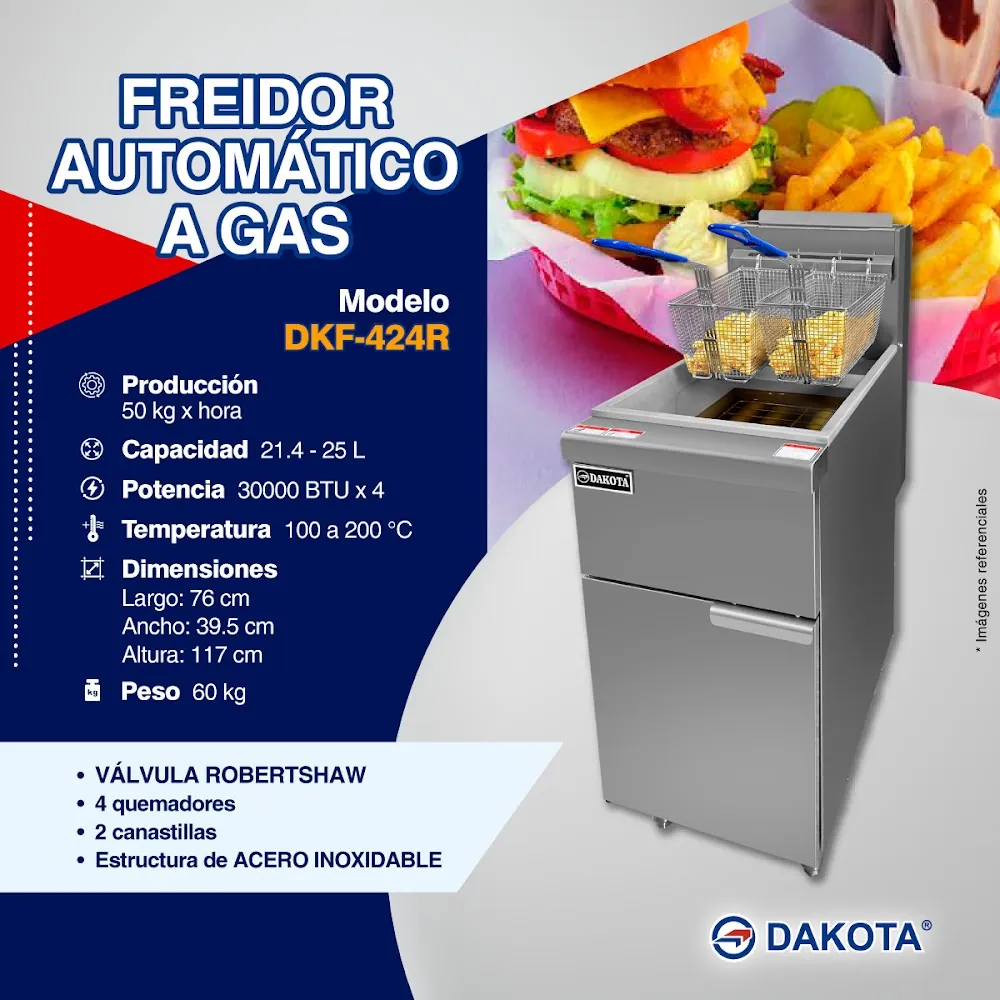 FREIDOR
AUTOMÁTICO
A GAS
Modelo
DKF-424R
Producción
50 kg x hora
Capacidad 21.4 - 25 L
Potencia 30000 BTU x 4
Temperatura 100 a 200 °C
Dimensiones
Largo: 76 cm
Ancho: 39.5 cm
Altura: 117 cm
kg Peso 60 kg
• VÁLVULA ROBERTSHAW
• 4 quemadores
• 2 canastillas
• Estructura de ACERO INOXIDABLE
DAKOTA
* Imágenes referenciales
DAKOTA®